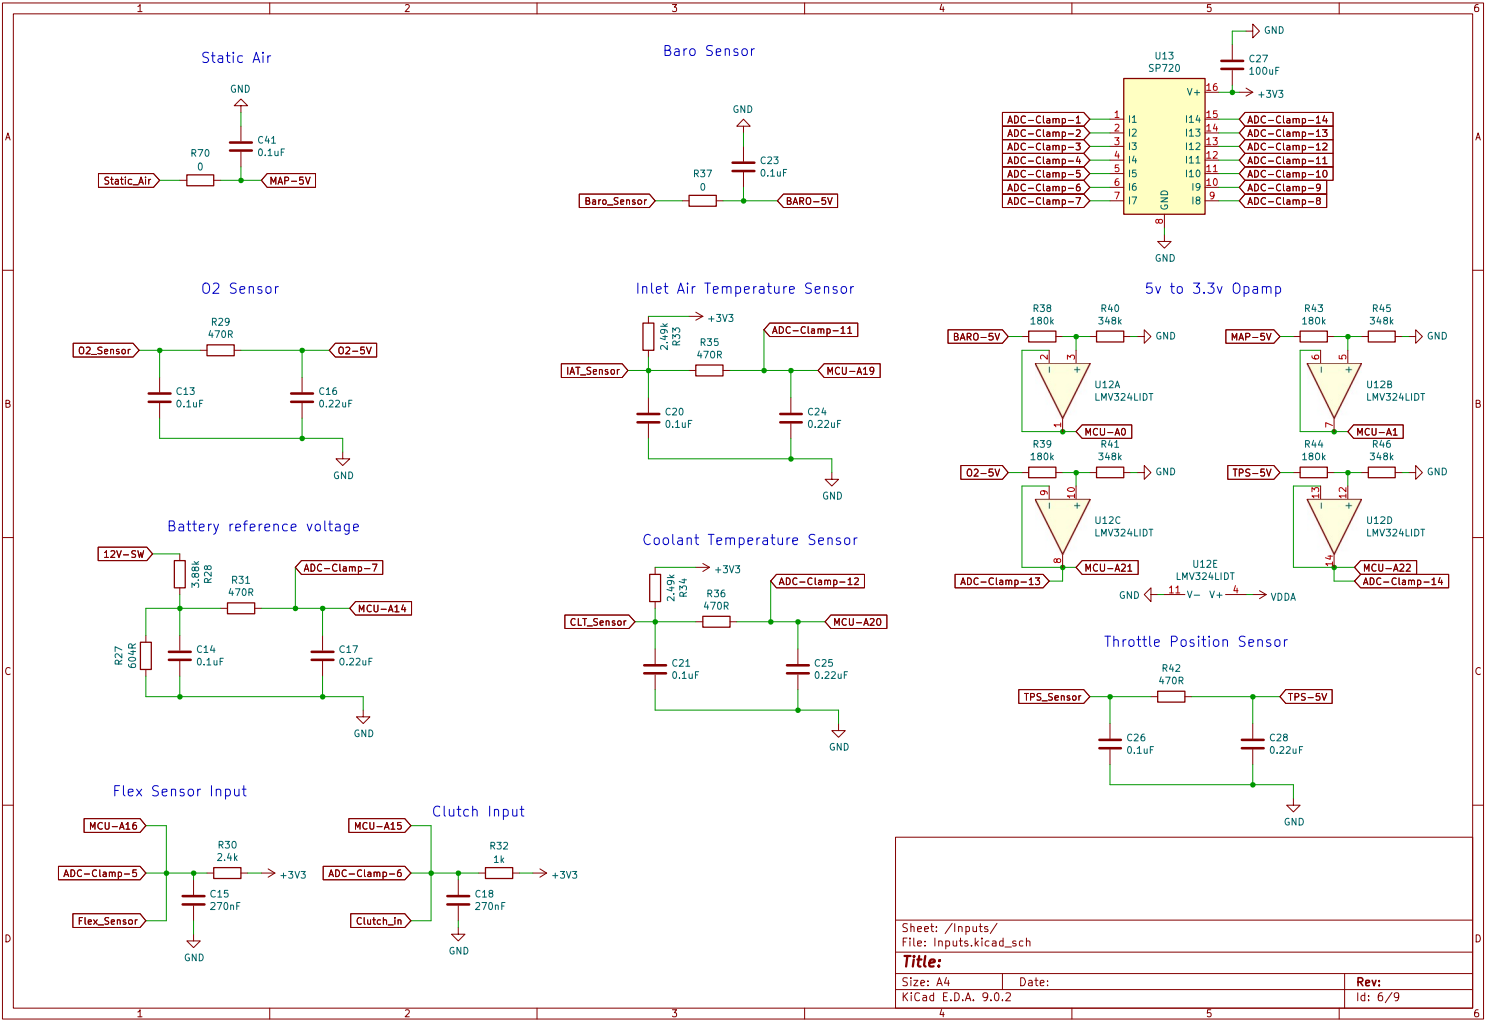 1 2 3 4 5 6
A B C D
Static Air
GND
C41
0.1uF
R70
0
Static_Air
MAP-5V
Baro Sensor
GND
C23
0.1uF
R37
0
Baro_Sensor
BARO-5V
GND
C27
100uF
U13
SP720
V+ 16
+3V3
ADC-Clamp-1 1 I1 I14 15 ADC-Clamp-14
ADC-Clamp-2 2 I2 I13 14 ADC-Clamp-13
ADC-Clamp-3 3 I3 I12 13 ADC-Clamp-12
ADC-Clamp-4 4 I4 I11 12 ADC-Clamp-11
ADC-Clamp-5 5 I5 I10 11 ADC-Clamp-10
ADC-Clamp-6 6 I6 I9 10 ADC-Clamp-9
ADC-Clamp-7 7 I7 I8 9 ADC-Clamp-8
GND
8
GND
O2 Sensor
R29
470R
O2_Sensor
O2-5V
C13
0.1uF
C16
0.22uF
GND
Inlet Air Temperature Sensor
+3V3
2.49k
R33
ADC-Clamp-11
R35
470R
IAT_Sensor
MCU-A19
C20
0.1uF
C24
0.22uF
GND
5v to 3.3v Opamp
R38
180k
R40
348k
BARO-5V
GND
2 3
- +
U12A
LMV324LIDT
1
MCU-A0
R43
180k
R45
348k
MAP-5V
GND
6 5
- +
U12B
LMV324LIDT
7
MCU-A1
R39
180k
R41
348k
O2-5V
GND
9 10
- +
U12C
LMV324LIDT
8
MCU-A21
ADC-Clamp-13
R44
180k
R46
348k
TPS-5V
GND
13 12
- +
U12D
LMV324LIDT
14
MCU-A22
ADC-Clamp-14
U12E
LMV324LIDT
GND 11 V- V+ 4 VDDA
Battery reference voltage
12V-SW
3.88k
R28
R31
470R
ADC-Clamp-7
MCU-A14
R27
604R
C14
0.1uF
C17
0.22uF
GND
Coolant Temperature Sensor
+3V3
2.49k
R34
ADC-Clamp-12
R36
470R
CLT_Sensor
MCU-A20
C21
0.1uF
C25
0.22uF
GND
Throttle Position Sensor
R42
470R
TPS_Sensor
TPS-5V
C26
0.1uF
C28
0.22uF
GND
Flex Sensor Input
MCU-A16
R30
2.4k
ADC-Clamp-5
+3V3
C15
270nF
Flex_Sensor
GND
Clutch Input
MCU-A15
R32
1k
ADC-Clamp-6
+3V3
C18
270nF
Clutch_in
GND
Sheet: /Inputs/
File: Inputs.kicad_sch
Title:
Size: A4 Date: Rev:
KiCad E.D.A. 9.0.2 Id: 6/9
A B C D
1 2 3 4 5 6